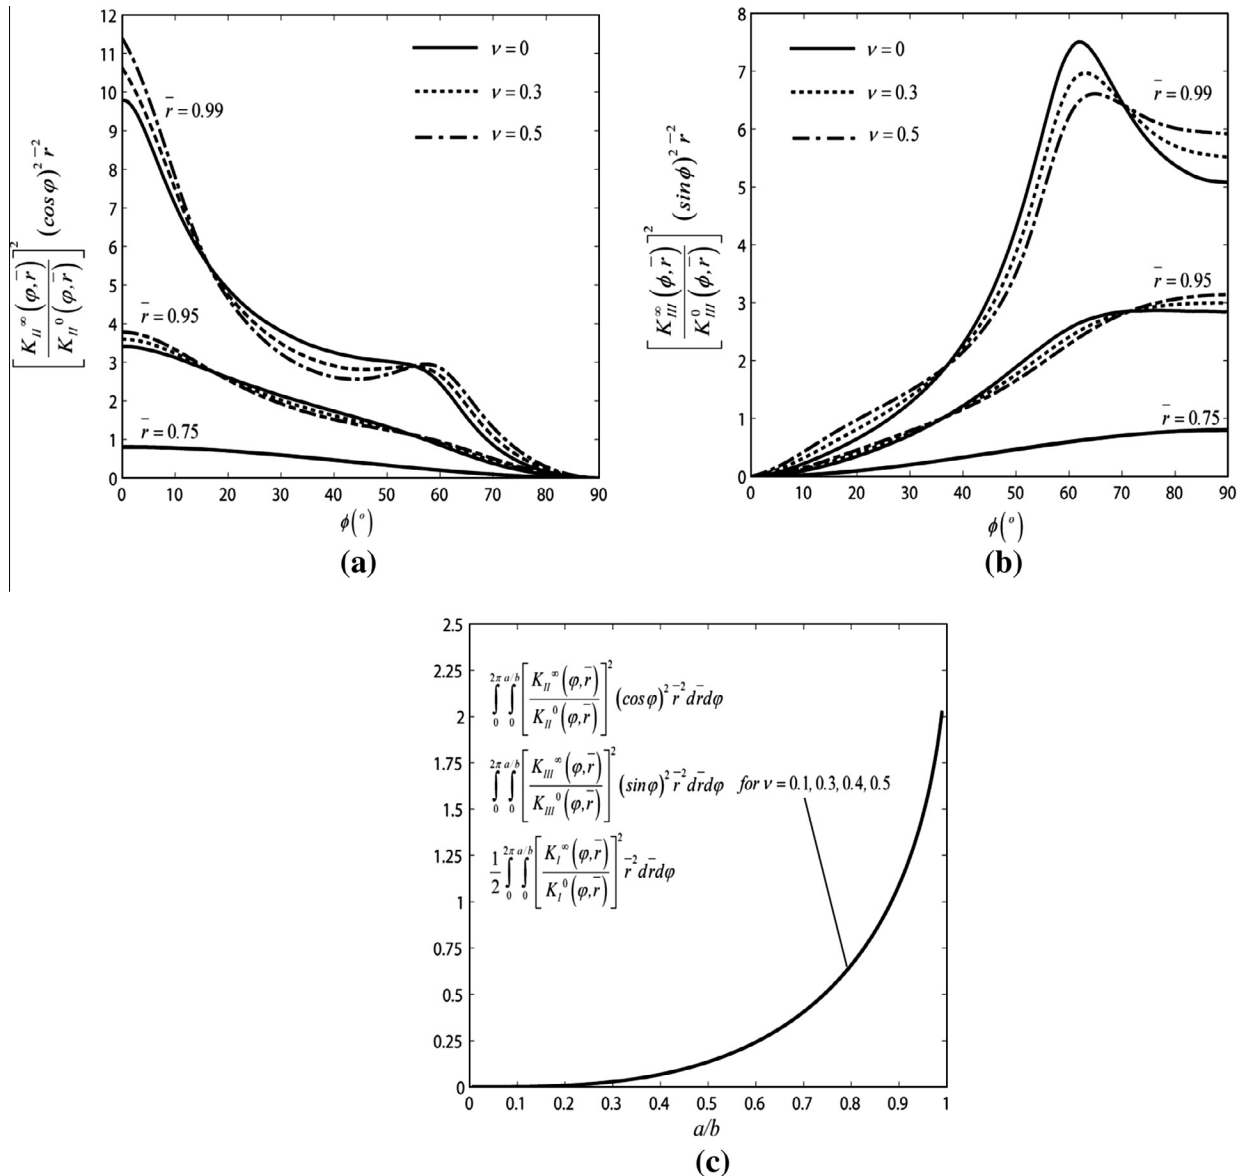 12
11
10
9
8
7
6
5
4
3
2
1
0
[K_II^∞(φ,r̄) / K_II^0(φ,r̄)]^2 (cosφ)^2 r̄^2
ν = 0
ν = 0.3
ν = 0.5
r̄ = 0.99
r̄ = 0.95
r̄ = 0.75
0 10 20 30 40 50 60 70 80 90
ϕ(°)
(a)
8
7
6
5
4
3
2
1
0
[K_III^∞(ϕ,r̄) / K_III^0(ϕ,r̄)]^2 (sinϕ)^2 r̄^2
ν = 0
ν = 0.3
ν = 0.5
r̄ = 0.99
r̄ = 0.95
r̄ = 0.75
0 10 20 30 40 50 60 70 80 90
ϕ(°)
(b)
2.5
2.25
2
1.75
1.5
1.25
1
0.75
0.5
0.25
0
∫_0^{2π} ∫_0^{a/b} [K_II^∞(φ,r̄) / K_II^0(φ,r̄)]^2 (cosφ)^2 r̄^2 dr̄dφ
∫_0^{2π} ∫_0^{a/b} [K_III^∞(φ,r̄) / K_III^0(φ,r̄)]^2 (sinφ)^2 r̄^2 dr̄dφ for ν = 0.1, 0.3, 0.4, 0.5
1/2 ∫_0^{2π} ∫_0^{a/b} [K_I^∞(φ,r̄) / K_I^0(φ,r̄)]^2 r̄^2 dr̄dφ
0 0.1 0.2 0.3 0.4 0.5 0.6 0.7 0.8 0.9 1
a/b
(c)